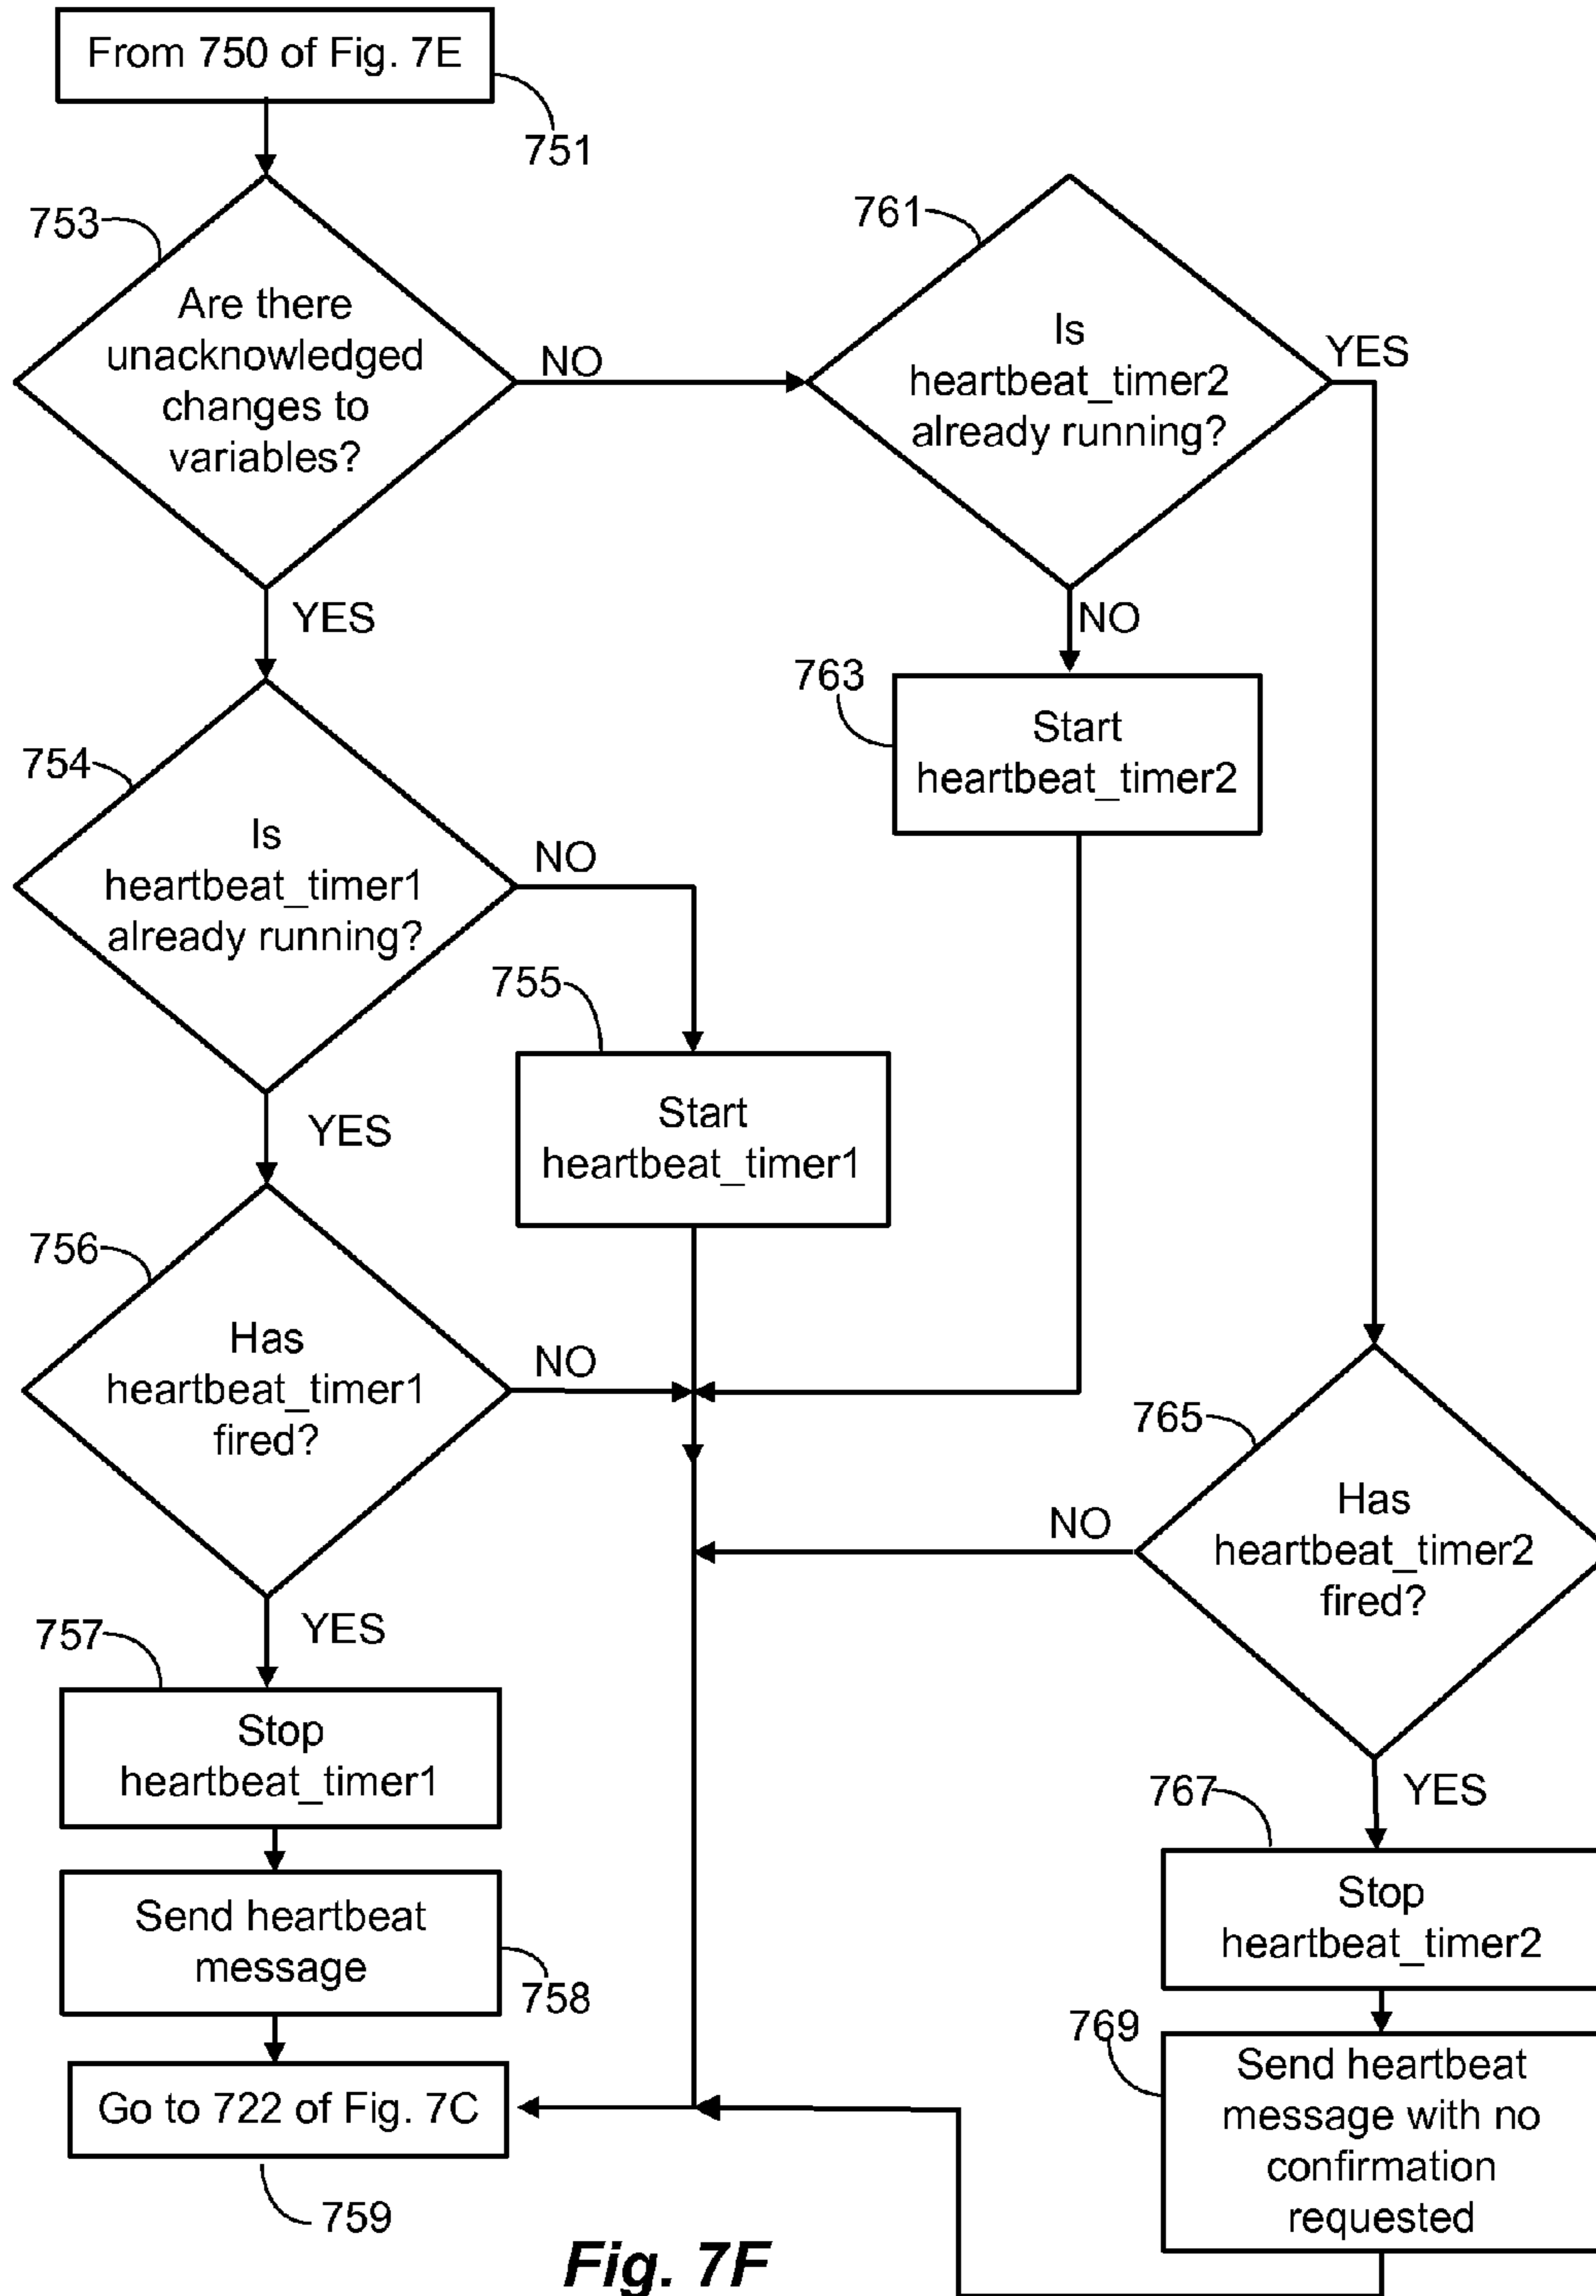 From 750 of Fig. 7E
751
753
Are there
unacknowledged
changes to
variables?
NO
YES
761
Is
heartbeat_timer2
already running?
YES
NO
763
Start
heartbeat_timer2
754
Is
heartbeat_timer1
already running?
NO
YES
755
Start
heartbeat_timer1
756
Has
heartbeat_timer1
fired?
NO
YES
765
Has
heartbeat_timer2
fired?
NO
YES
757
Stop
heartbeat_timer1
767
Stop
heartbeat_timer2
Send heartbeat
message
758
769
Send heartbeat
message with no
confirmation
requested
Go to 722 of Fig. 7C
759
Fig. 7F